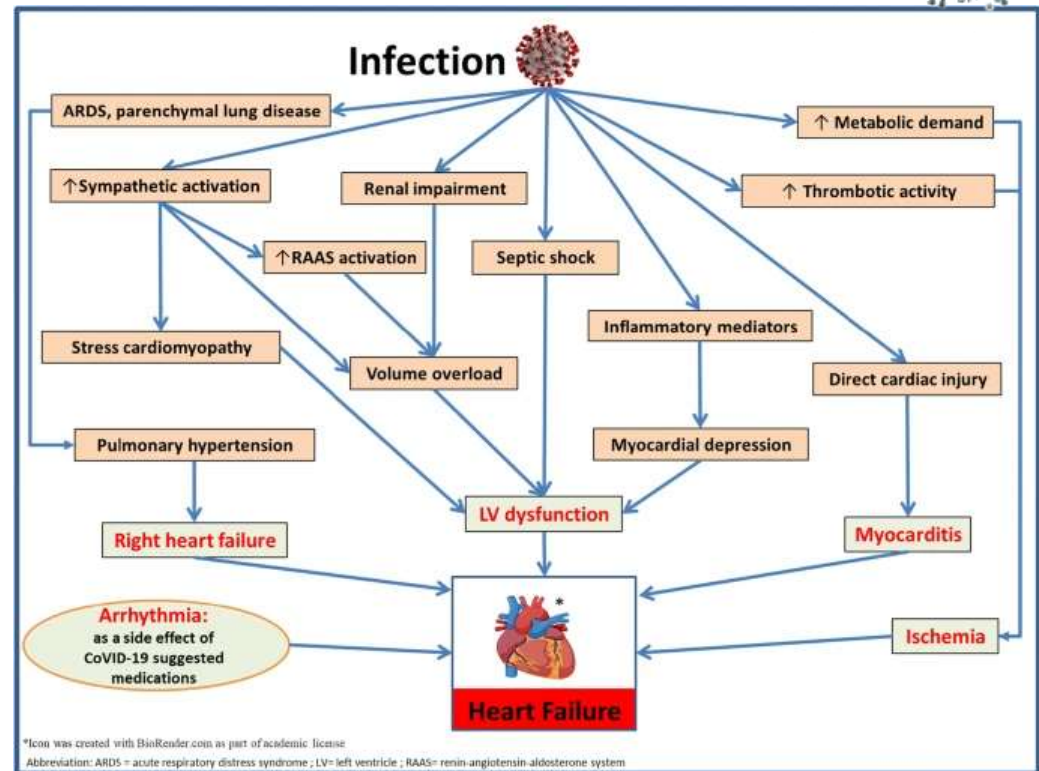 Infection
ARDS, parenchymal lung disease
↑ Metabolic demand
↑Sympathetic activation
Renal impairment
↑ Thrombotic activity
↑RAAS activation
Septic shock
Inflammatory mediators
Stress cardiomyopathy
Volume overload
Direct cardiac injury
Pulmonary hypertension
Myocardial depression
LV dysfunction
Right heart failure
Myocarditis
Arrhythmia:
as a side effect of
CoVID-19 suggested
medications
*
Ischemia
Heart Failure
*Icon was created with BioRender.com as part of academic license
Abbreviation: ARDS = acute respiratory distress syndrome ; LV= left ventricle ; RAAS= renin-angiotensin-aldosterone system